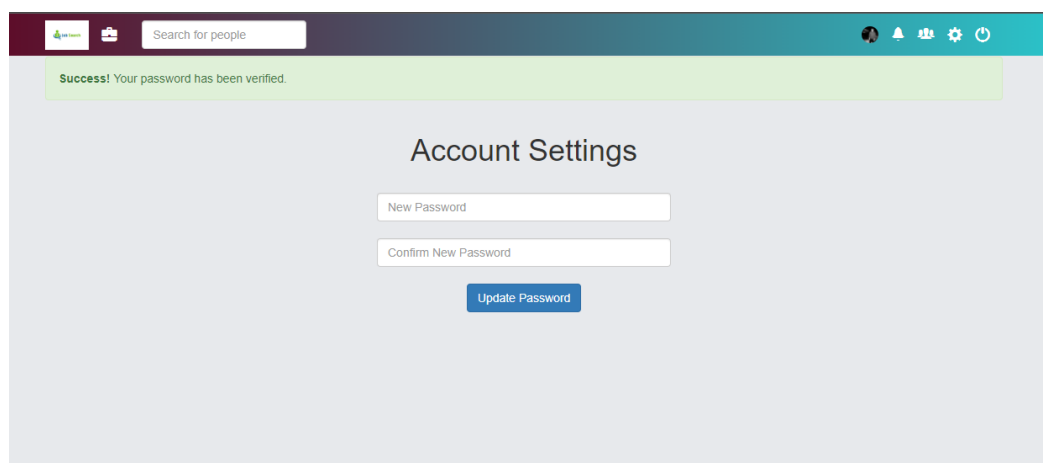 Search for people
Success! Your password has been verified.
Account Settings
New Password
Confirm New Password
Update Password